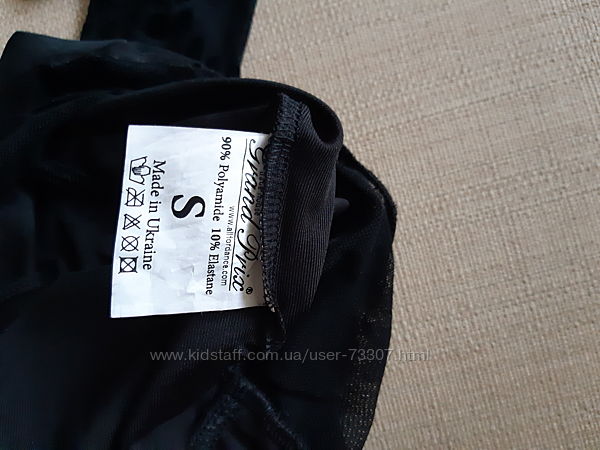 Grand Prix®
www.allfordance.com
90% Polyamide 10% Elastane
S
Made in Ukraine
www.kidstaff.com.ua/user-73307.html